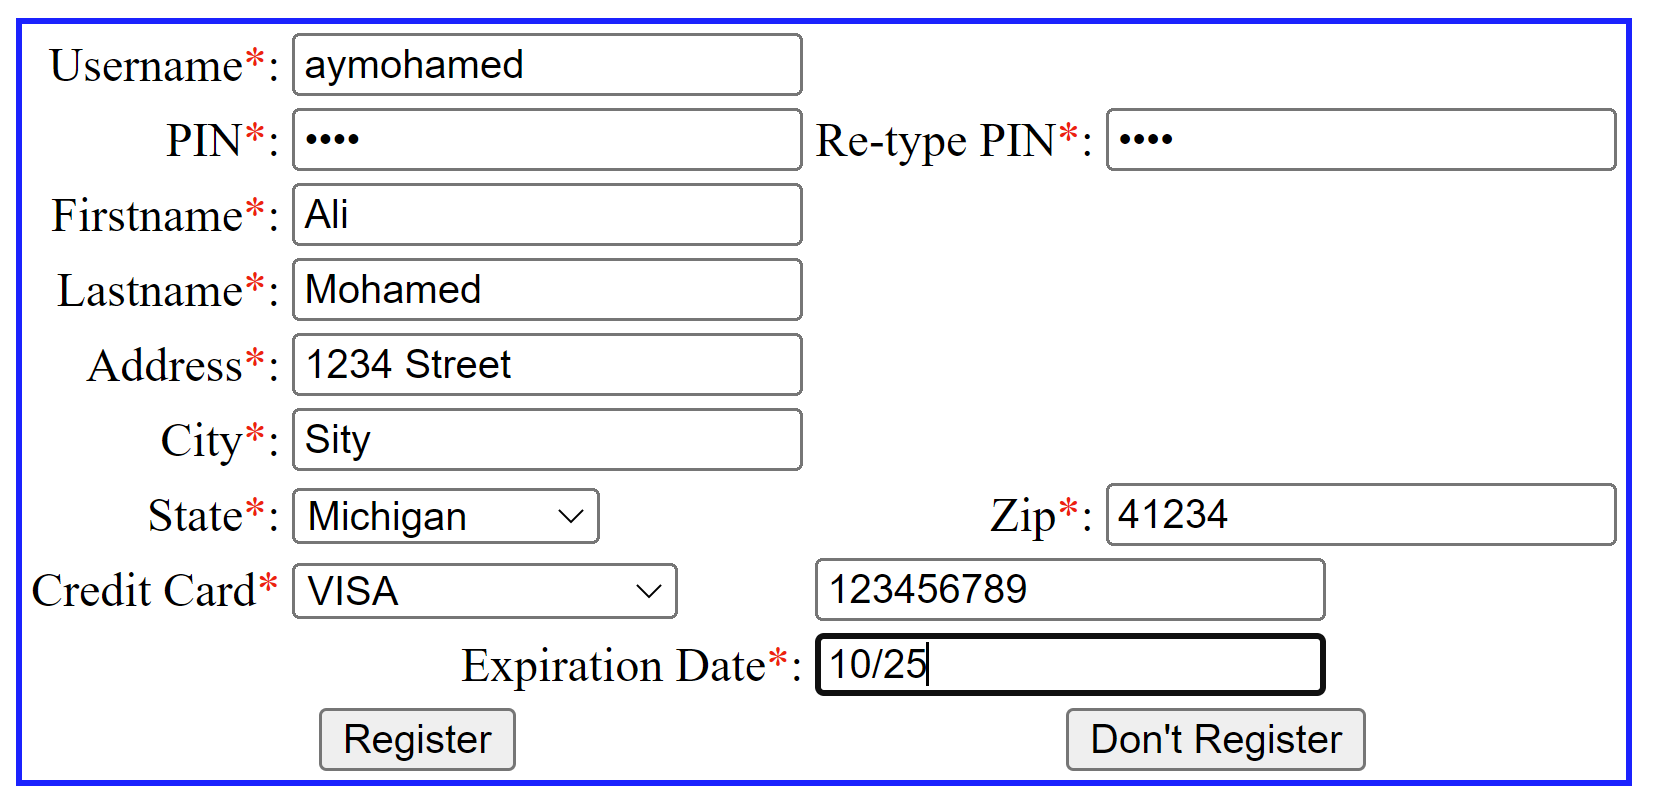 Username*: aymohamed
PIN*: •••• Re-type PIN*: ••••
Firstname*: Ali
Lastname*: Mohamed
Address*: 1234 Street
City*: Sity
State*: Michigan Zip*: 41234
Credit Card* VISA 123456789
Expiration Date*: 10/25
Register Don't Register